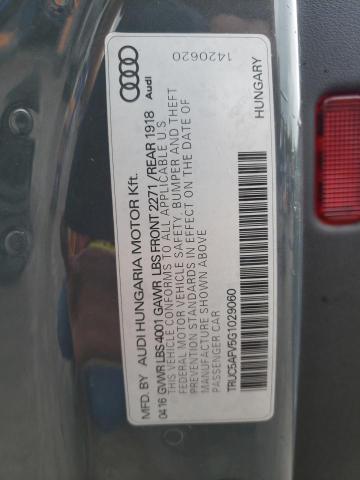 MFD. BY AUDI HUNGARIA MOTOR Kft.
0416 GVWR LBS 4001 GAWR LBS FRONT 2271 / REAR 1918
THIS VEHICLE CONFORMS TO ALL APPLICABLE U S
FEDERAL MOTOR VEHICLE SAFETY, BUMPER AND THEFT
PREVENTION STANDARDS IN EFFECT ON THE DATE OF
MANUFACTURE SHOWN ABOVE
PASSENGER CAR
TRUC5AFV5G1029060
HUNGARY
Audi
1420620